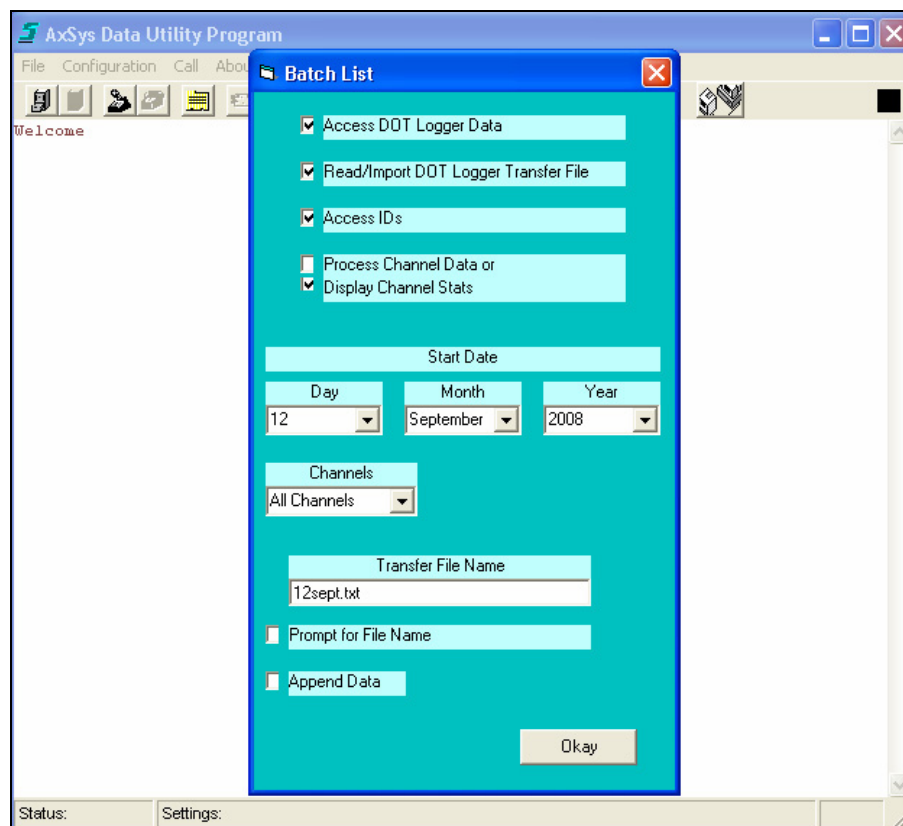 AxSys Data Utility Program
File Configuration Call Abou
Batch List
Welcome
Access DOT Logger Data
Read/Import DOT Logger Transfer File
Access IDs
Process Channel Data or
Display Channel Stats
Start Date
Day Month Year
12 September 2008
Channels
All Channels
Transfer File Name
12sept.txt
Prompt for File Name
Append Data
Okay
Status: Settings: